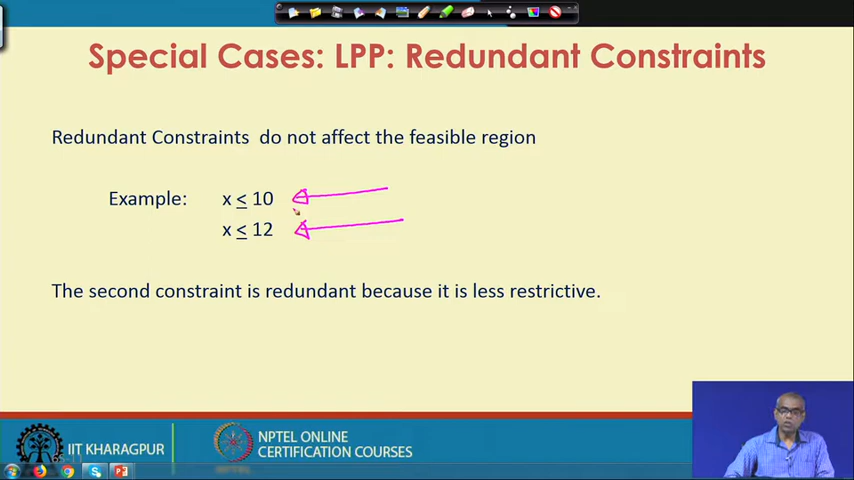 Special Cases: LPP: Redundant Constraints
Redundant Constraints do not affect the feasible region
Example: x ≤ 10
x ≤ 12
The second constraint is redundant because it is less restrictive.
IIT KHARAGPUR
NPTEL ONLINE
CERTIFICATION COURSES